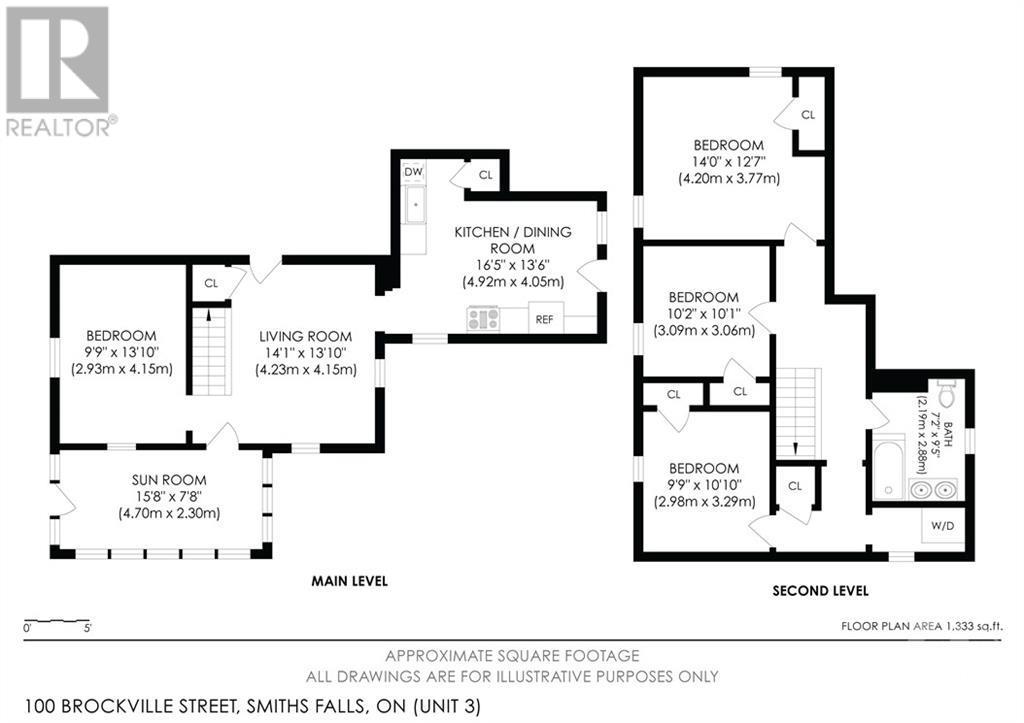 REALTOR®
BEDROOM
14'0" x 12'7"
(4.20m x 3.77m)
CL
DW
CL
KITCHEN / DINING
ROOM
16'5" x 13'6"
(4.92m x 4.05m)
REF
CL
BEDROOM
9'9" x 13'10"
(2.93m x 4.15m)
LIVING ROOM
14'1" x 13'10"
(4.23m x 4.15m)
BEDROOM
10'2" x 10'1"
(3.09m x 3.06m)
CL
CL
BATH
7'2" x 9'5"
(2.19m x 2.88m)
BEDROOM
9'9" x 10'10"
(2.98m x 3.29m)
CL
W/D
SUN ROOM
15'8" x 7'8"
(4.70m x 2.30m)
MAIN LEVEL
SECOND LEVEL
0' 5'
FLOOR PLAN AREA 1,333 sq.ft.
APPROXIMATE SQUARE FOOTAGE
ALL DRAWINGS ARE FOR ILLUSTRATIVE PURPOSES ONLY
100 BROCKVILLE STREET, SMITHS FALLS, ON (UNIT 3)